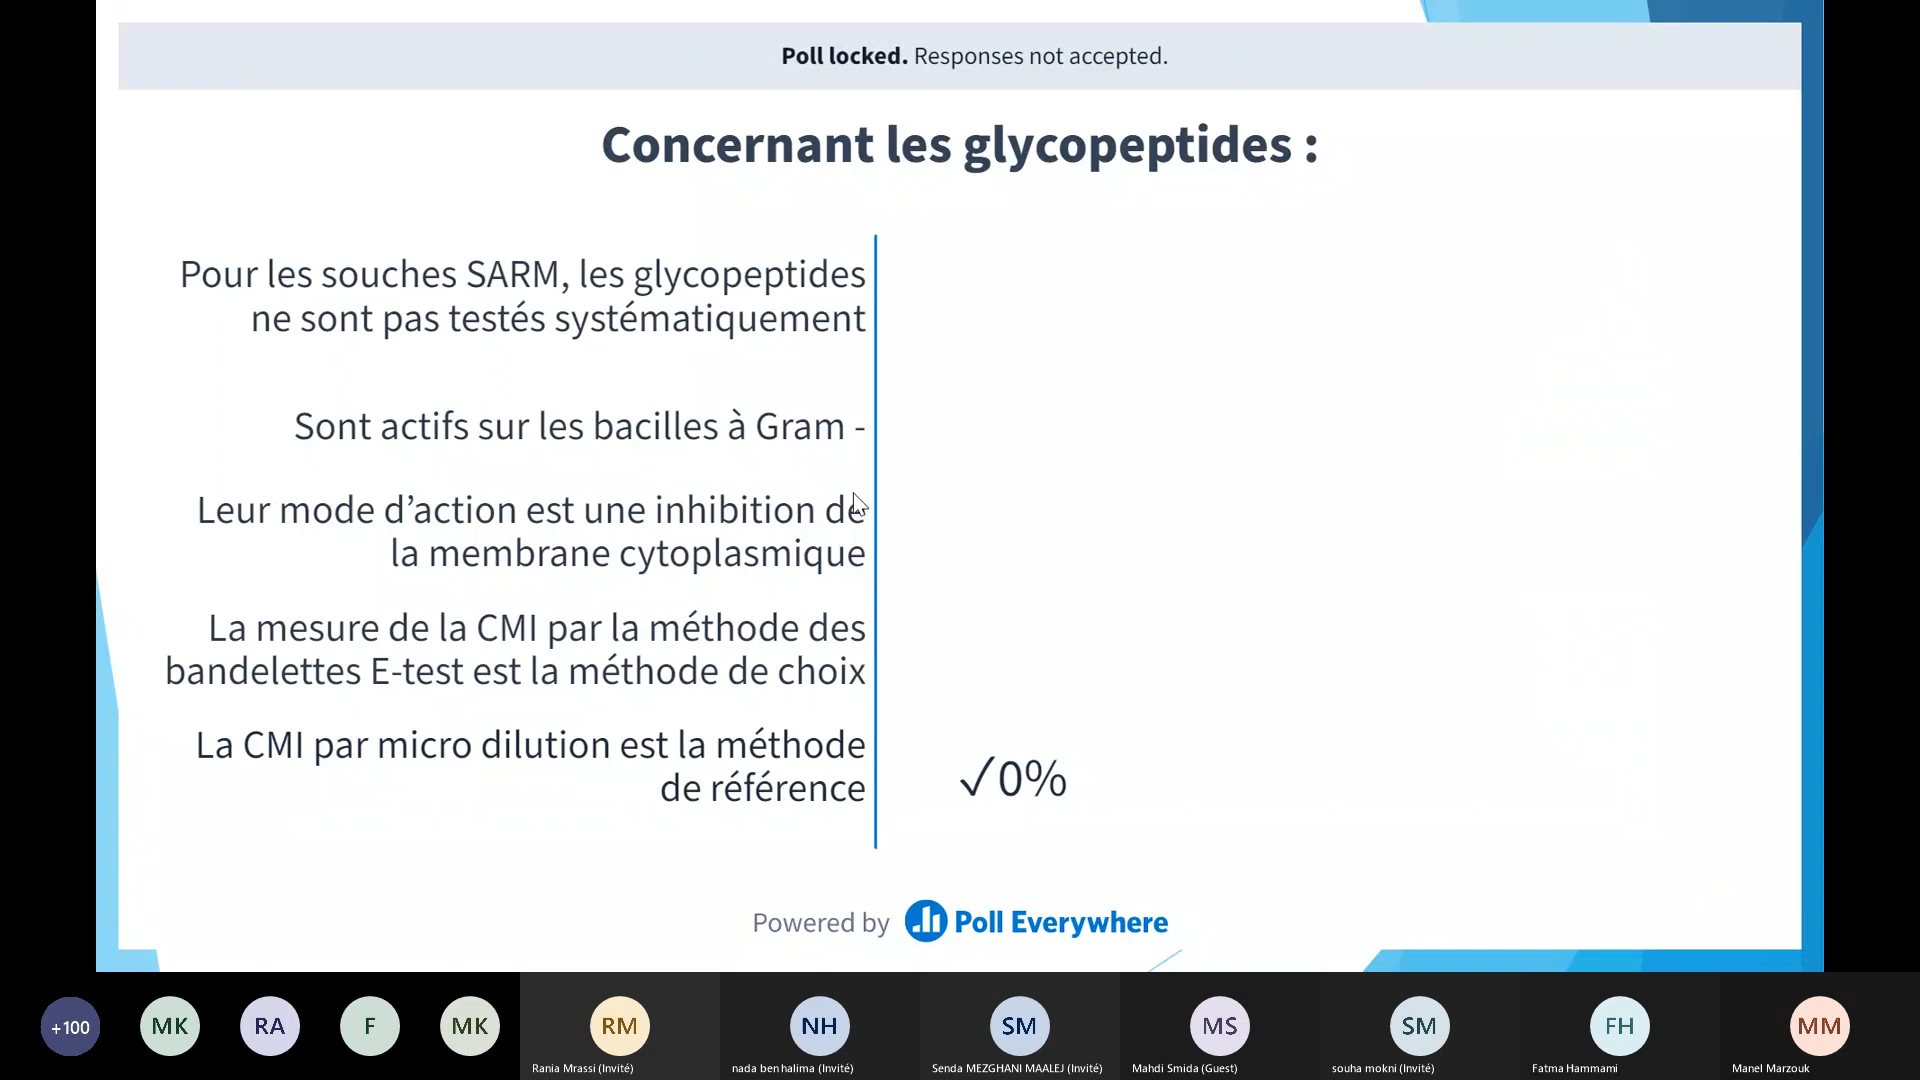 Poll locked. Responses not accepted.
Concernant les glycopeptides :
Pour les souches SARM, les glycopeptides
ne sont pas testés systématiquement
Sont actifs sur les bacilles à Gram -
Leur mode d’action est une inhibition de
la membrane cytoplasmique
La mesure de la CMI par la méthode des
bandelettes E-test est la méthode de choix
La CMI par micro dilution est la méthode
de référence
✓0%
Powered by Poll Everywhere
+100 MK RA F MK RM NH SM MS SM FH MM
Rania Mrassi (Invité) nada ben halima (Invité) Senda MEZGHANI MAALEJ (Invité) Mahdi Smida (Guest) souha mokni (Invité) Fatma Hammami Manel Marzouk